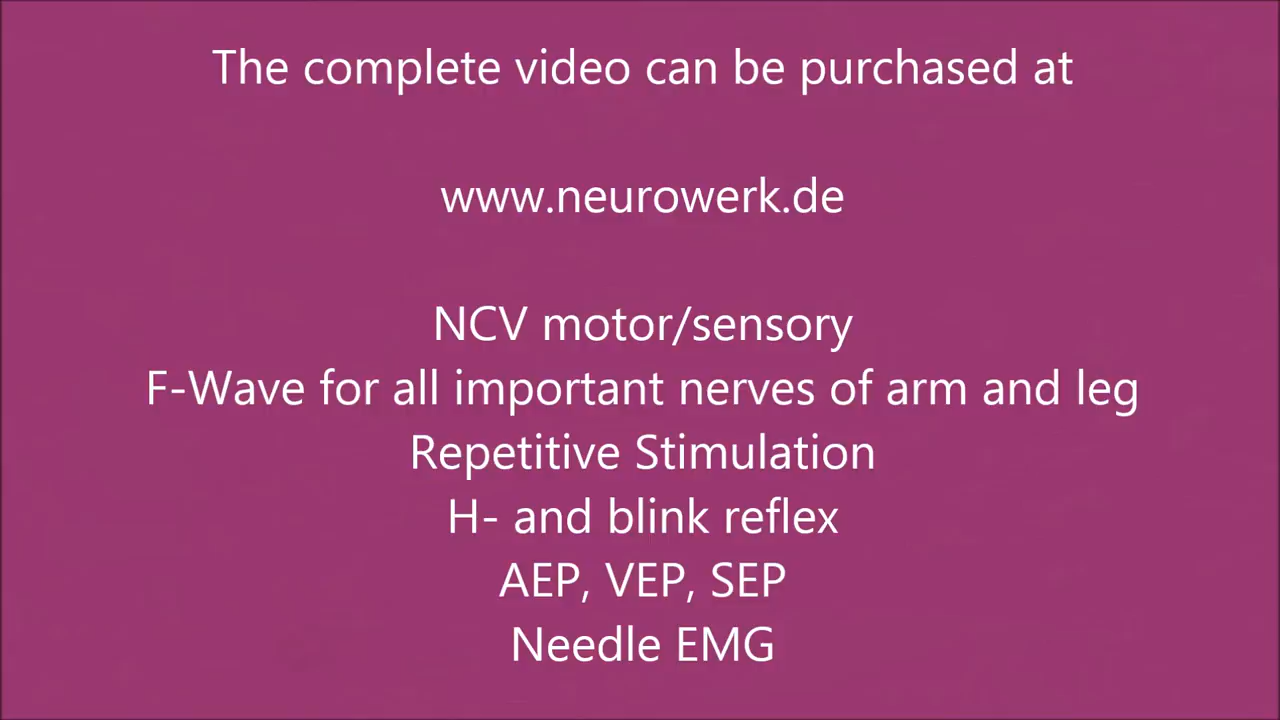 The complete video can be purchased at
www.neurowerk.de
NCV motor/sensory
F-Wave for all important nerves of arm and leg
Repetitive Stimulation
H- and blink reflex
AEP, VEP, SEP
Needle EMG